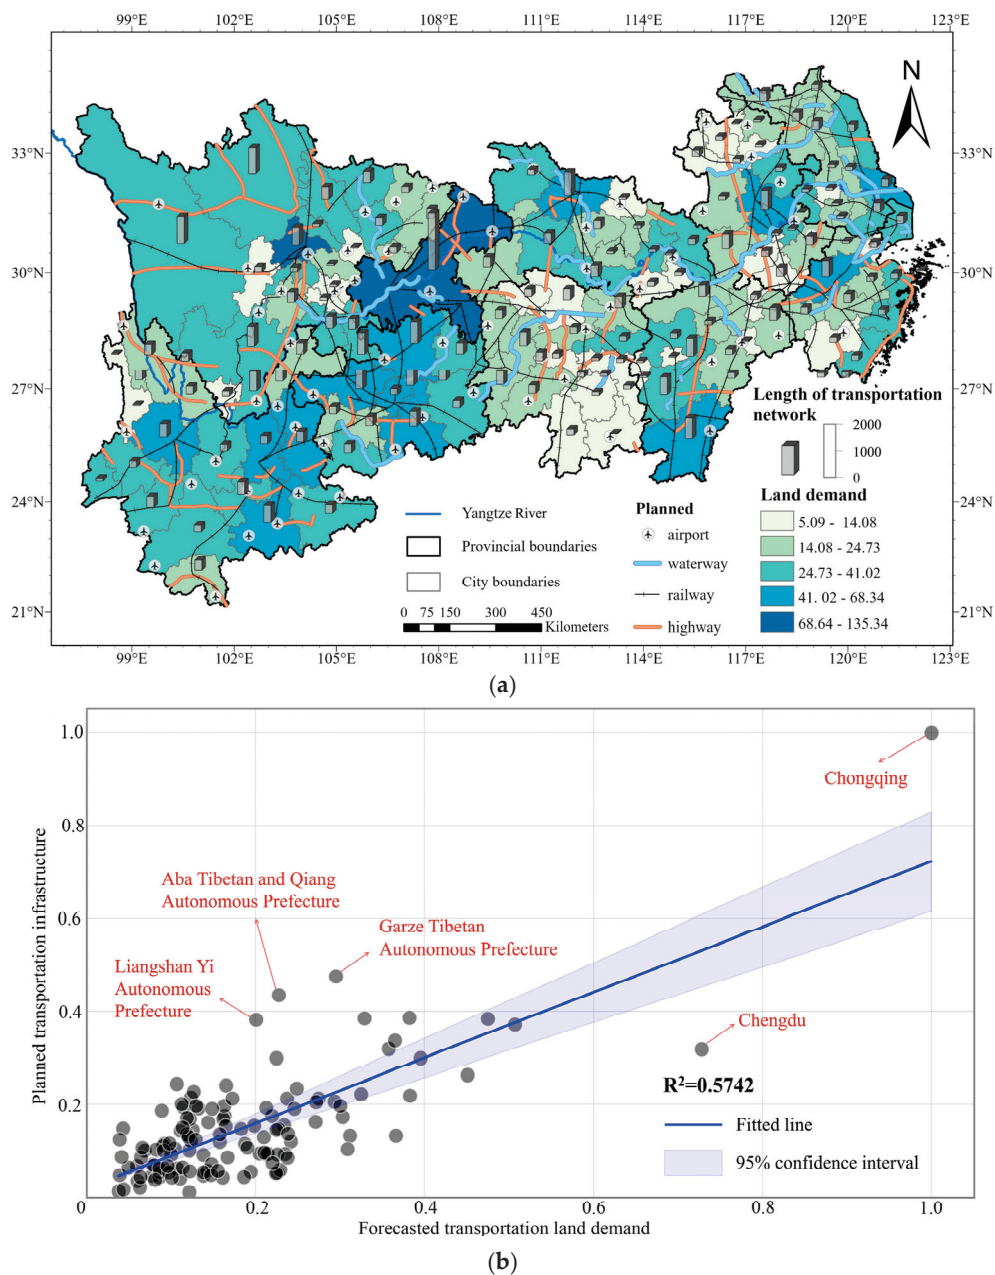 99°E 102°E 105°E 108°E 111°E 114°E 117°E 120°E 123°E
N
33°N 33°N
30°N 30°N
27°N 27°N
24°N 24°N
21°N 21°N
Length of transportation
network
2000
1000
0
Land demand
5.09 - 14.08
14.08 - 24.73
24.73 - 41.02
41. 02 - 68.34
68.64 - 135.34
Planned
airport
waterway
railway
highway
Yangtze River
Provincial boundaries
City boundaries
0 75 150 300 450
Kilometers
99°E 102°E 105°E 108°E 111°E 114°E 117°E 120°E 123°E
(a)
Planned transportation infrastructure
1.0
0.8
0.6
0.4
0.2
0
Chongqing
Aba Tibetan and Qiang
Autonomous Prefecture
Garze Tibetan
Autonomous Prefecture
Liangshan Yi
Autonomous
Prefecture
Chengdu
R²=0.5742
Fitted line
95% confidence interval
0.2 0.4 0.6 0.8 1.0
Forecasted transportation land demand
(b)